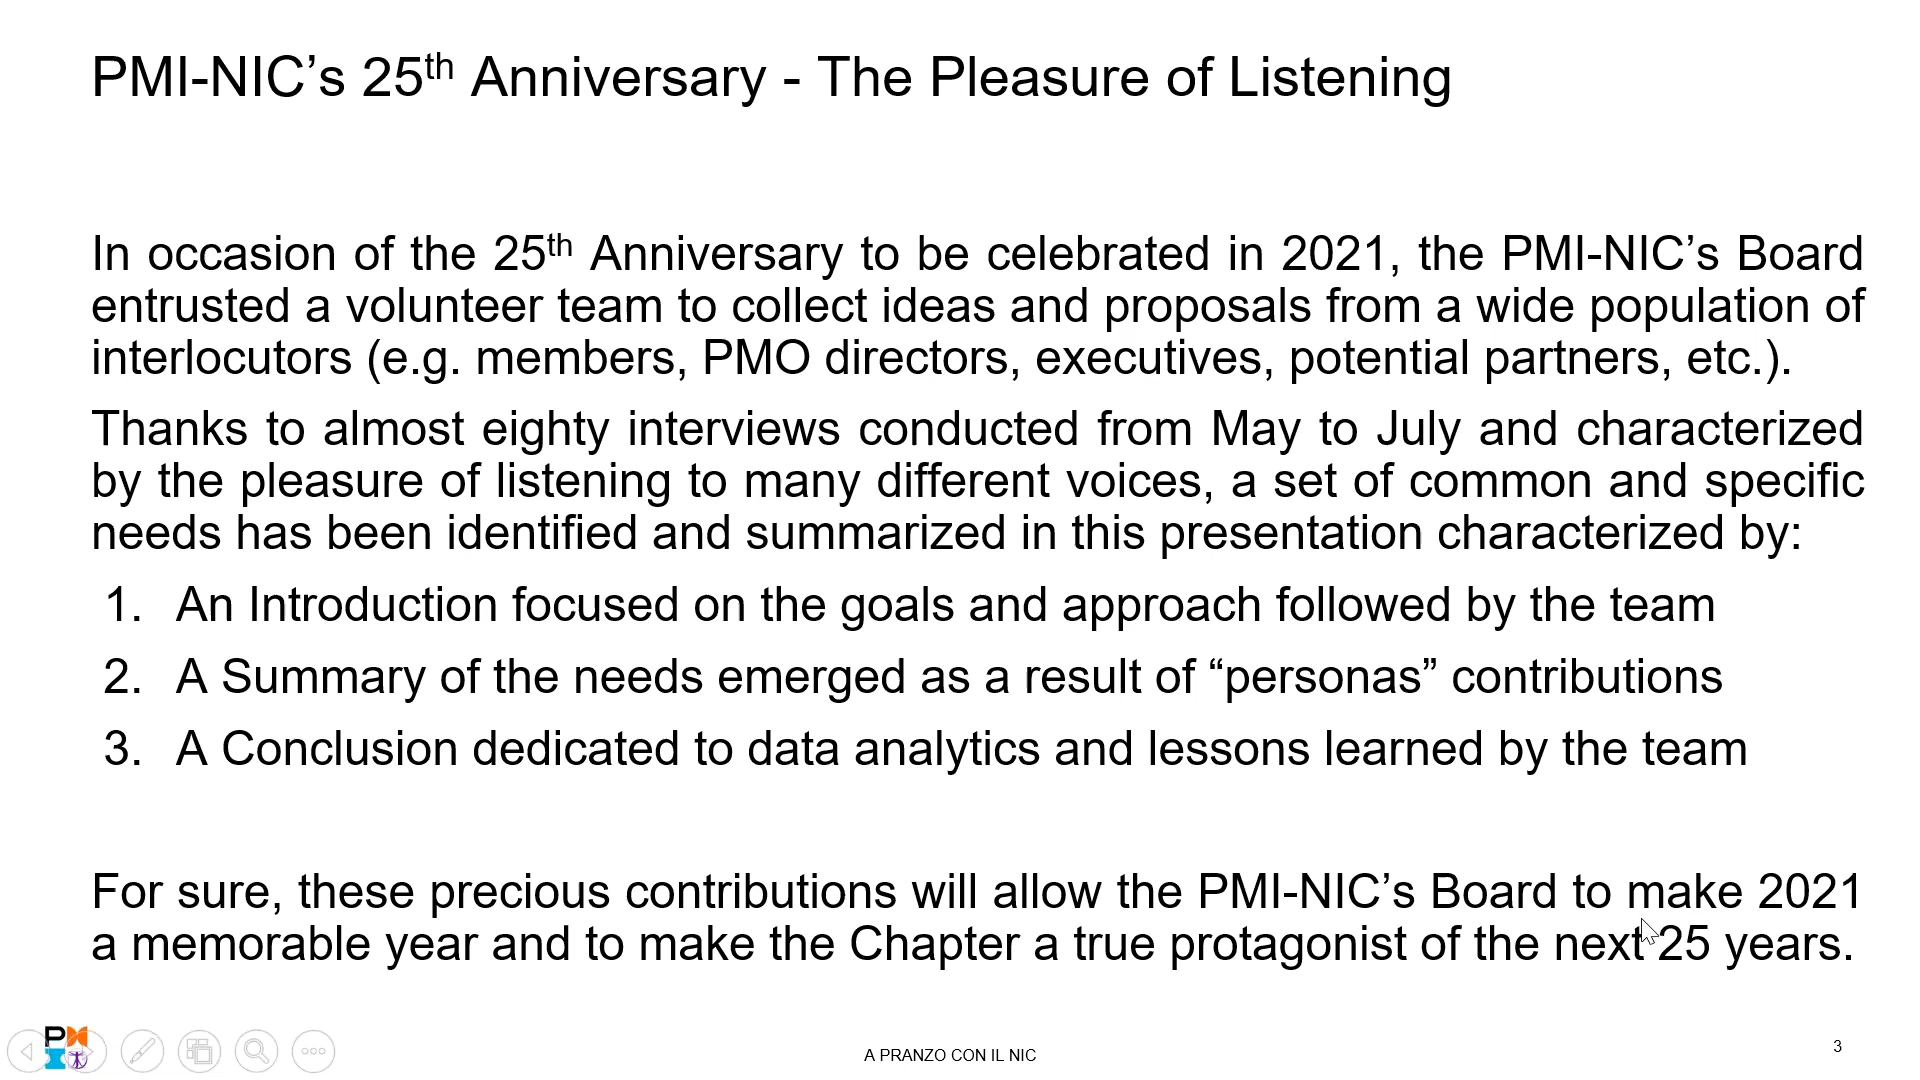 PMI-NIC’s 25th Anniversary - The Pleasure of Listening
In occasion of the 25th Anniversary to be celebrated in 2021, the PMI-NIC’s Board
entrusted a volunteer team to collect ideas and proposals from a wide population of
interlocutors (e.g. members, PMO directors, executives, potential partners, etc.).
Thanks to almost eighty interviews conducted from May to July and characterized
by the pleasure of listening to many different voices, a set of common and specific
needs has been identified and summarized in this presentation characterized by:
1. An Introduction focused on the goals and approach followed by the team
2. A Summary of the needs emerged as a result of “personas” contributions
3. A Conclusion dedicated to data analytics and lessons learned by the team
For sure, these precious contributions will allow the PMI-NIC’s Board to make 2021
a memorable year and to make the Chapter a true protagonist of the next 25 years.
PMI
A PRANZO CON IL NIC
3